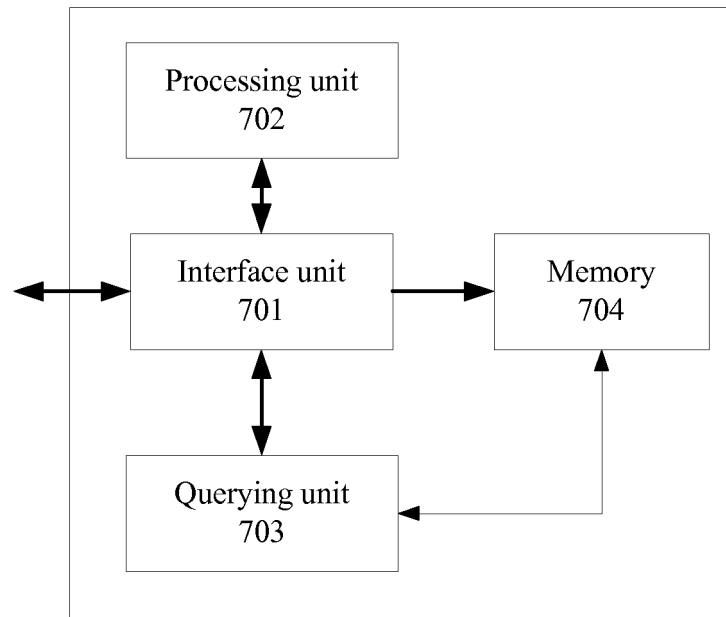 Processing unit
702
Interface unit
701
Memory
704
Querying unit
703